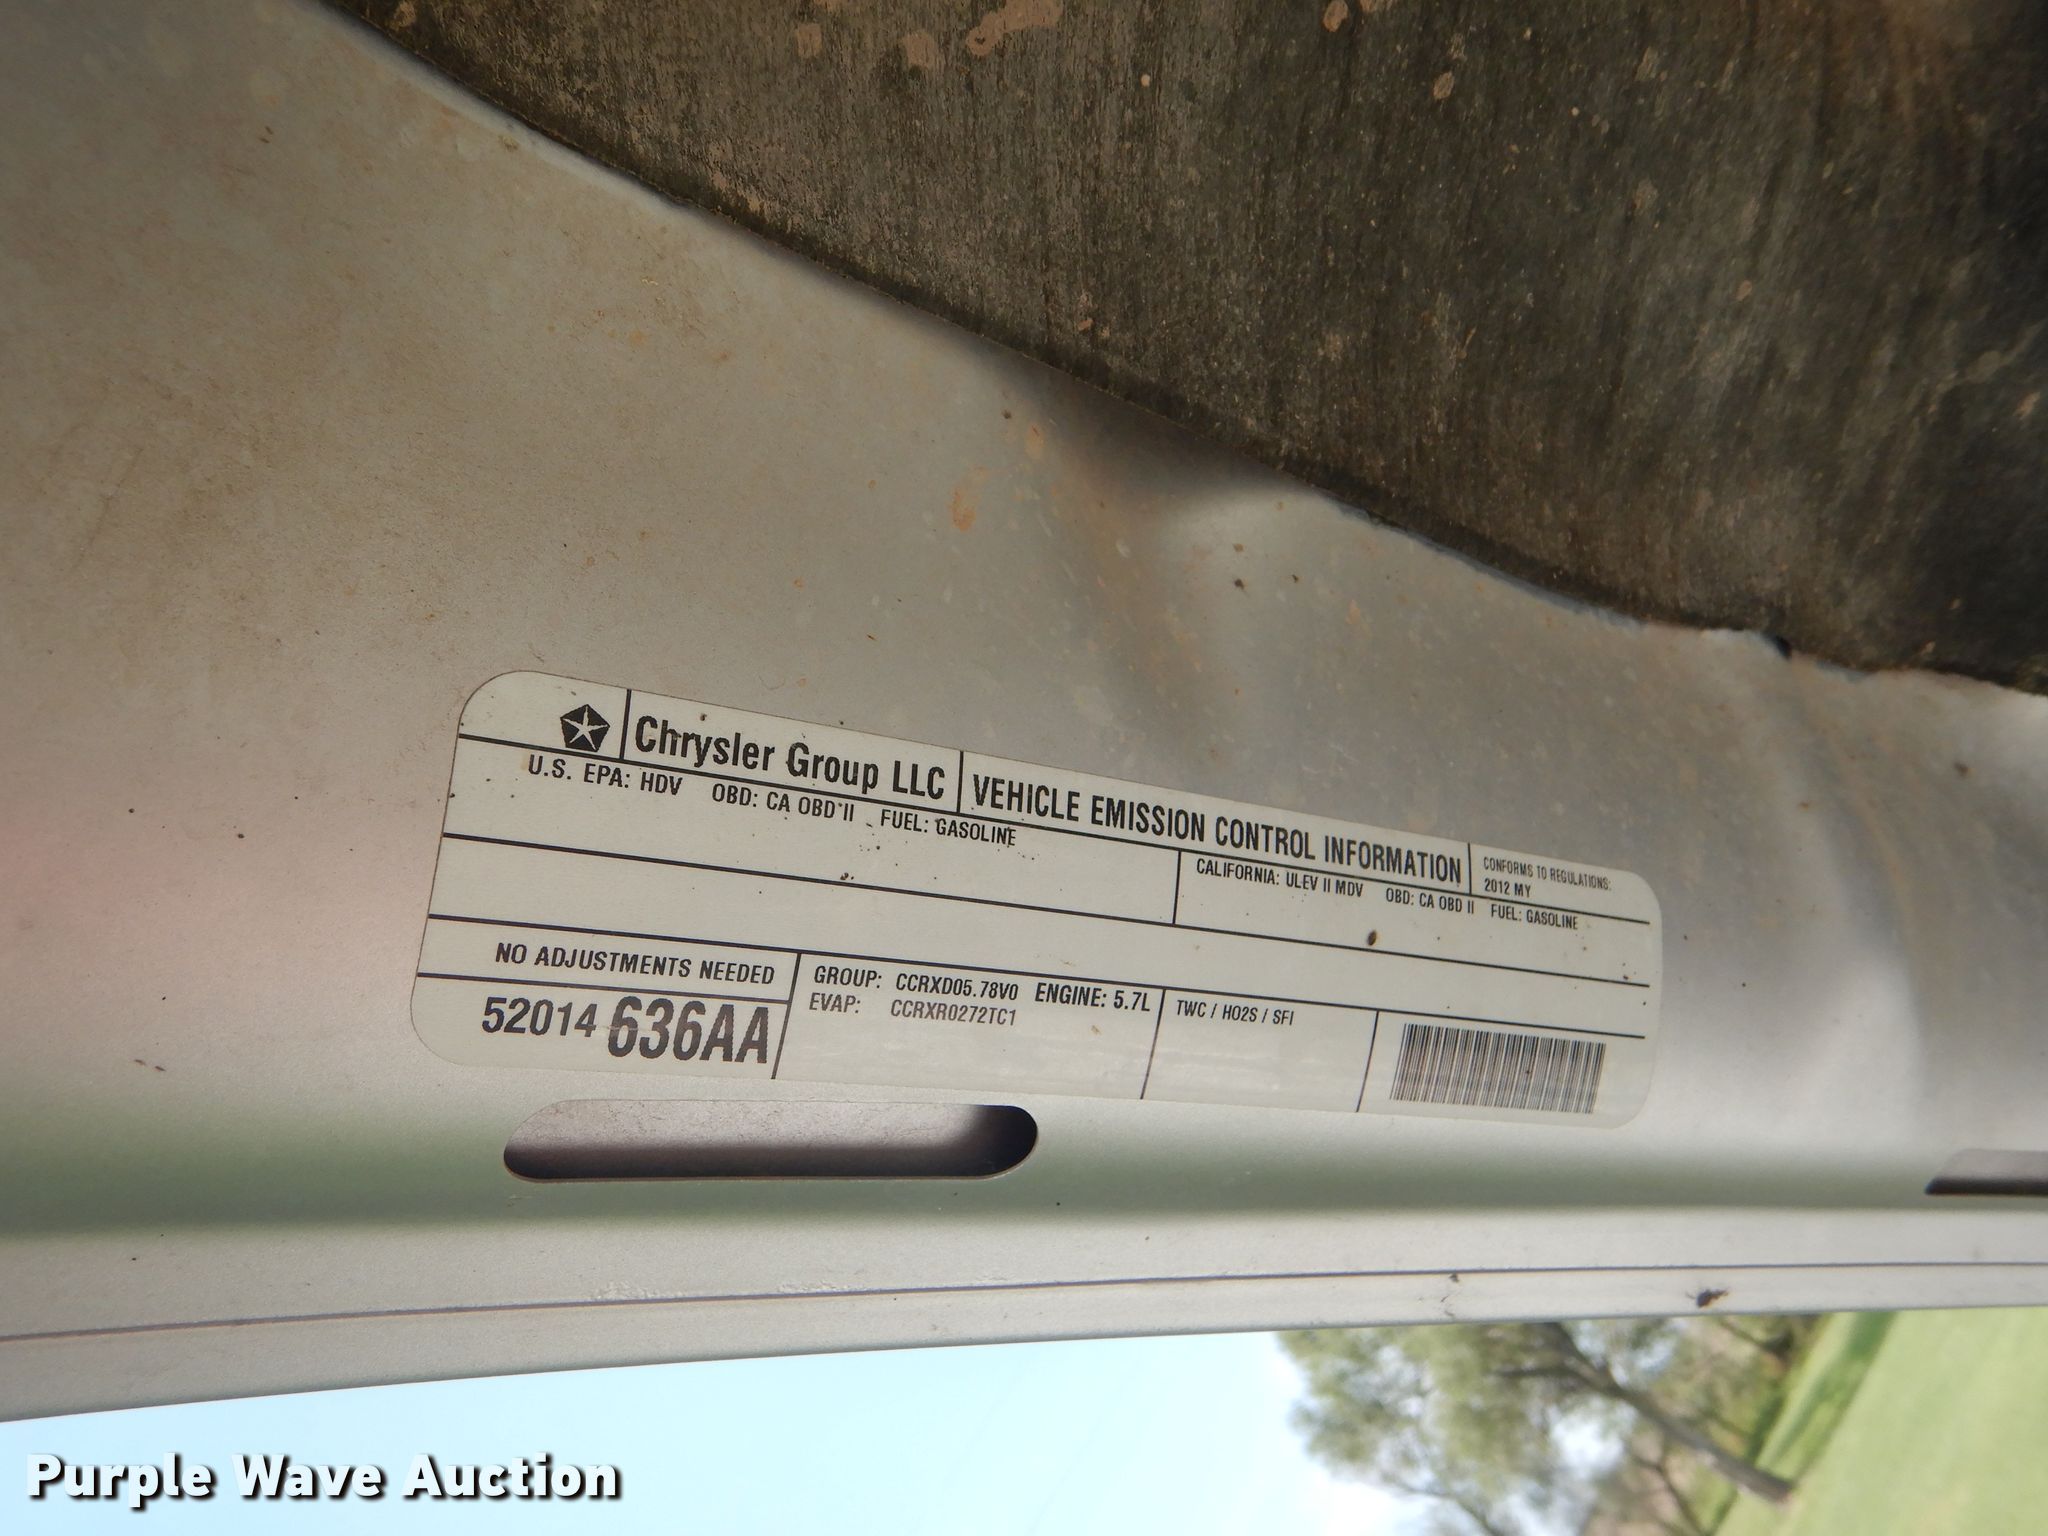 Chrysler Group LLC
VEHICLE EMISSION CONTROL INFORMATION
CONFORMS TO REGULATIONS:
2012 MY
U.S. EPA: HDV OBD: CA OBD II FUEL: GASOLINE
CALIFORNIA: ULEV II MDV OBD: CA OBD II FUEL: GASOLINE
NO ADJUSTMENTS NEEDED
52014 636AA
GROUP: CCRXD05.78V0 ENGINE: 5.7L
EVAP: CCRXR0272TC1
TWC / HO2S / SFI
Purple Wave Auction